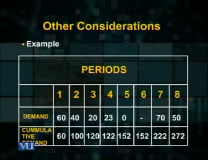 Other Considerations
• Example
PERIODS
1 2 3 4 5 6 7 8
DEMAND 60 40 20 23 0 - 70 50
CUMMULATIVE DEMAND 60 100 120 122 152 152 222 272